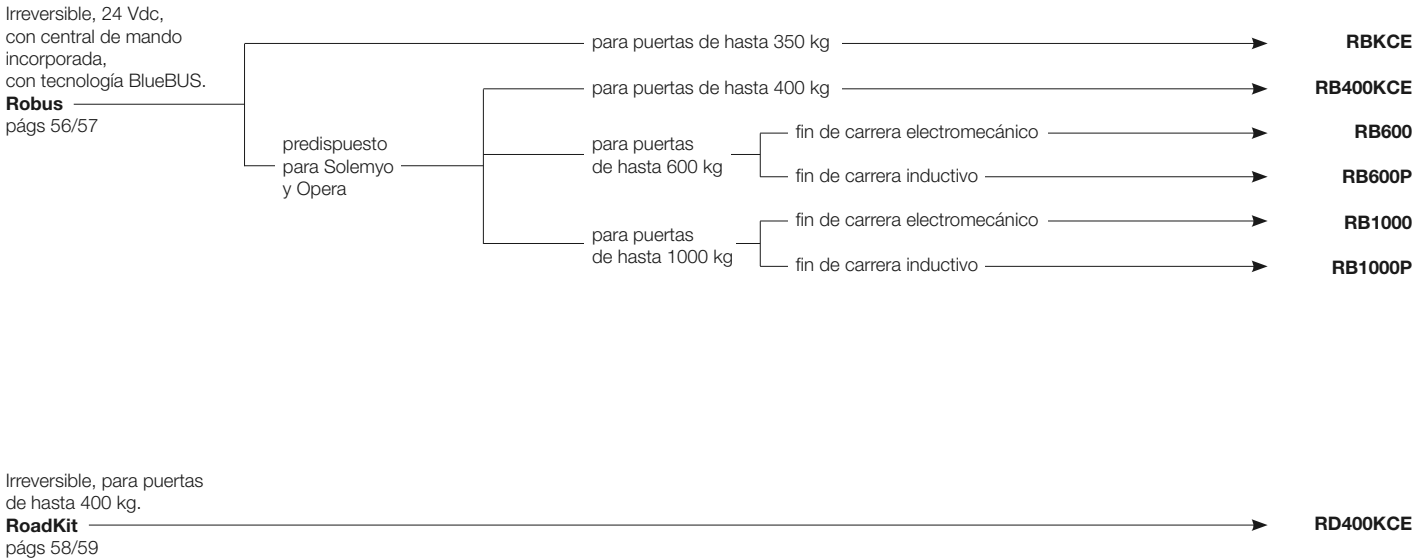 Irreversible, 24 Vdc,
con central de mando
incorporada,
con tecnología BlueBUS.
Robus
págs 56/57
predispuesto
para Solemyo
y Opera
para puertas de hasta 350 kg
RBKCE
para puertas de hasta 400 kg
RB400KCE
para puertas
de hasta 600 kg
fin de carrera electromecánico
RB600
fin de carrera inductivo
RB600P
para puertas
de hasta 1000 kg
fin de carrera electromecánico
RB1000
fin de carrera inductivo
RB1000P
Irreversible, para puertas
de hasta 400 kg.
RoadKit
págs 58/59
RD400KCE